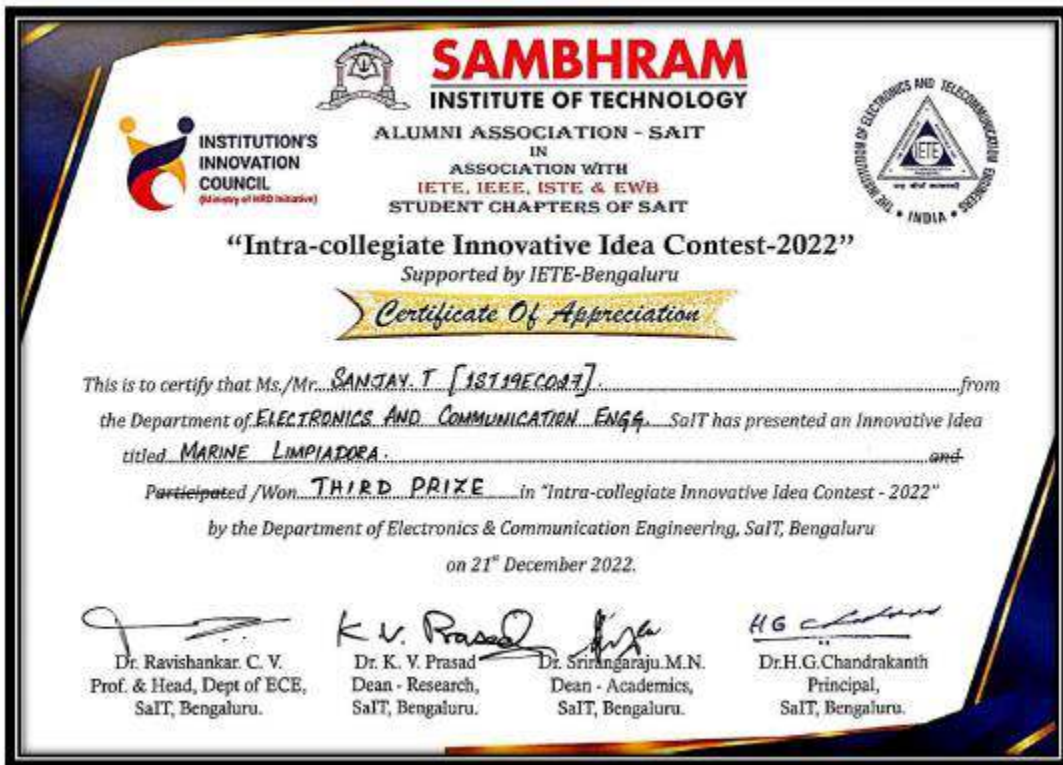 SAMBHRAM
INSTITUTE OF TECHNOLOGY
INSTITUTION'S
INNOVATION
COUNCIL
(Ministry of HRD Initiative)
ALUMNI ASSOCIATION - SAIT
IN
ASSOCIATION WITH
IETE, IEEE, ISTE & EWB
STUDENT CHAPTERS OF SAIT
THE INSTITUTION OF ELECTRONICS AND TELECOMMUNICATION ENGINEERS
IETE
• INDIA •
“Intra-collegiate Innovative Idea Contest-2022”
Supported by IETE-Bengaluru
Certificate Of Appreciation
This is to certify that Ms./Mr. SANJAY. T [1ST19EC097]. from
the Department of ELECTRONICS AND COMMUNICATION ENGG. SaIT has presented an Innovative Idea
titled MARINE LIMPIADORA. and
Participated /Won THIRD PRIZE in “Intra-collegiate Innovative Idea Contest - 2022”
by the Department of Electronics & Communication Engineering, SaIT, Bengaluru
on 21st December 2022.
K. V. Prasad
HG
Dr. Ravishankar. C. V.
Prof. & Head, Dept of ECE,
SaIT, Bengaluru.
Dr. K. V. Prasad
Dean - Research,
SaIT, Bengaluru.
Dr. Srirangaraju.M.N.
Dean - Academics,
SaIT, Bengaluru.
Dr.H.G.Chandrakanth
Principal,
SaIT, Bengaluru.